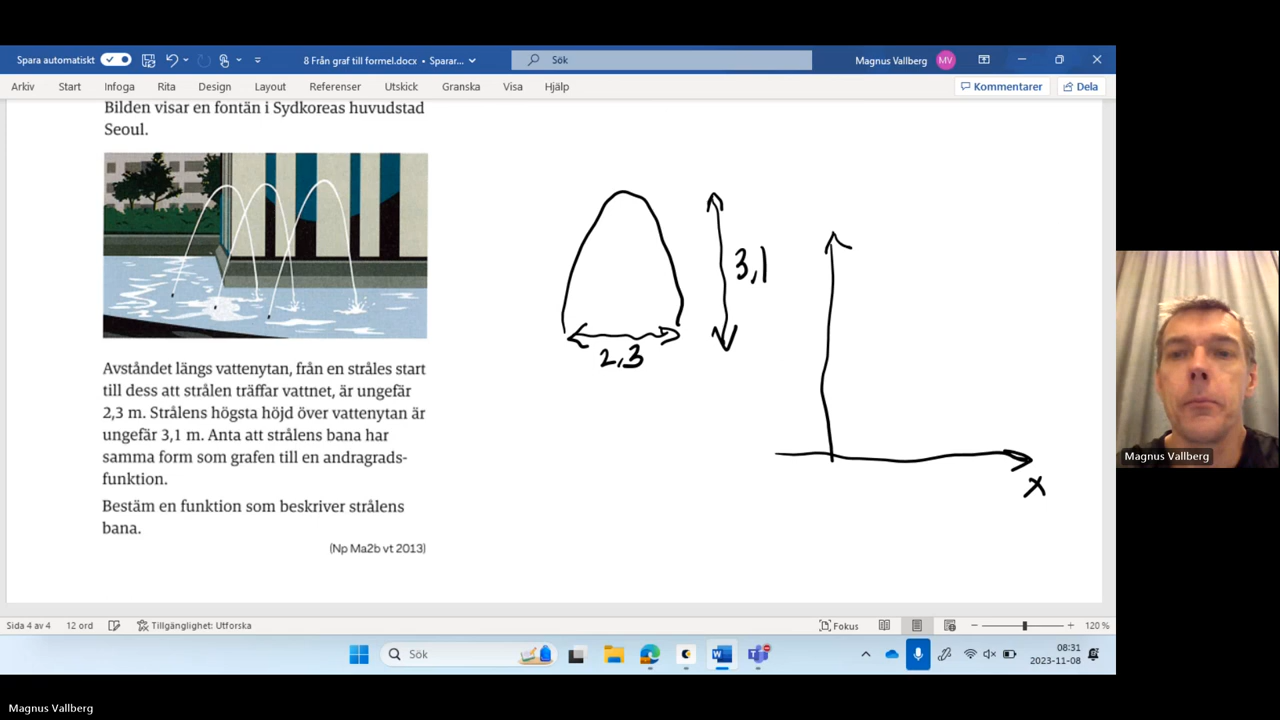 Spara automatiskt
8 Från graf till formel.docx • Sparar...
Sök
Magnus Vallberg
MV
Arkiv Start Infoga Rita Design Layout Referenser Utskick Granska Visa Hjälp
Kommentarer
Dela
Bilden visar en fontän i Sydkoreas huvudstad
Seoul.
3,1
2,3
Avståndet längs vattenytan, från en stråles start
till dess att strålen träffar vattnet, är ungefär
2,3 m. Strålens högsta höjd över vattenytan är
ungefär 3,1 m. Anta att strålens bana har
samma form som grafen till en andragrads-
funktion.
Bestäm en funktion som beskriver strålens
bana.
(Np Ma2b vt 2013)
x
Magnus Vallberg
Sida 4 av 4 12 ord Tillgänglighet: Utforska
Fokus
120 %
Sök
08:31
2023-11-08
Magnus Vallberg